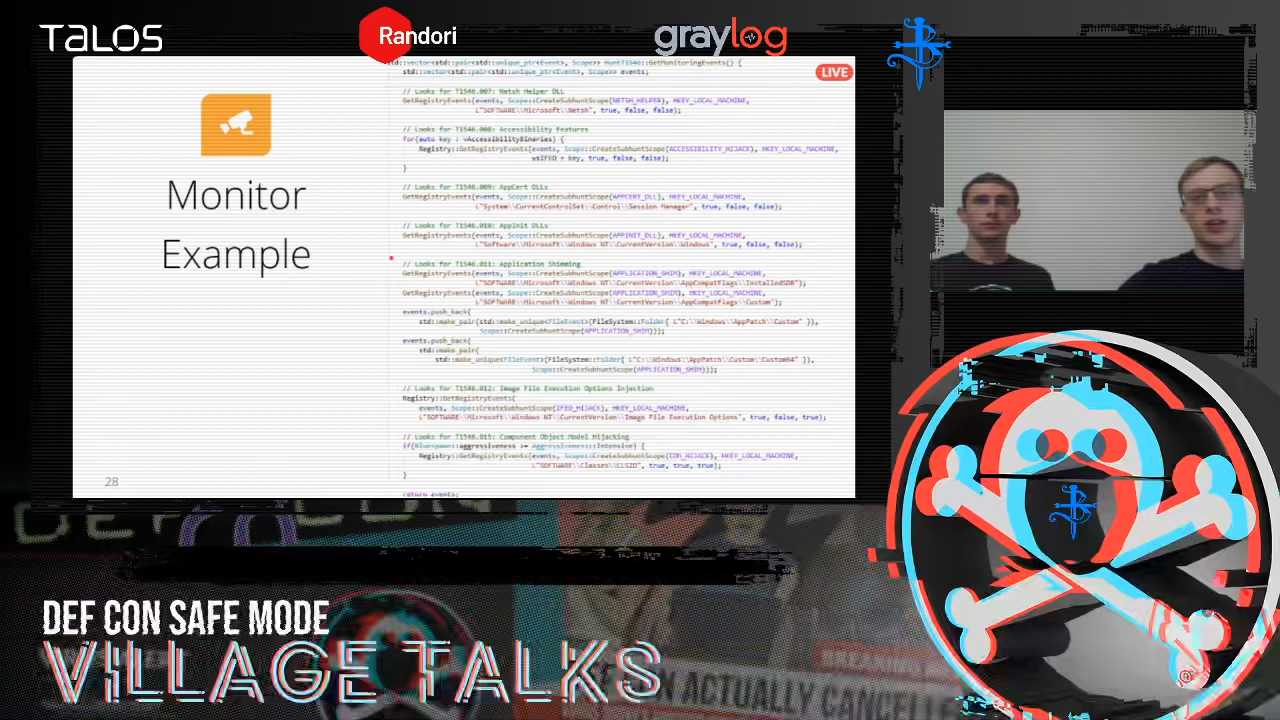 TALOS
Randori
graylog
LIVE
Monitor
Example
std::vector<std::pair<std::unique_ptr<Event>, Scope>> HuntT1546::GetMonitoringEvents() {
std::vector<std::pair<std::unique_ptr<Event>, Scope>> events;
// Looks for T1546.007: Netsh Helper DLL
GetRegistryEvents(events, Scope::CreateSubhuntScope(NETSH_HELPER), HKEY_LOCAL_MACHINE,
L"SOFTWARE\\Microsoft\\Netsh", true, false, false);
// Looks for T1546.008: Accessibility Features
for(auto key : vAccessibilityBinaries) {
Registry::GetRegistryEvents(events, Scope::CreateSubhuntScope(ACCESSIBILITY_HIJACK), HKEY_LOCAL_MACHINE,
wsIFEO + key, true, false, false);
}
// Looks for T1546.009: AppCert DLLs
GetRegistryEvents(events, Scope::CreateSubhuntScope(APPCERT_DLL), HKEY_LOCAL_MACHINE,
L"System\\CurrentControlSet\\Control\\Session Manager", true, false, false);
// Looks for T1546.010: AppInit DLLs
GetRegistryEvents(events, Scope::CreateSubhuntScope(APPINIT_DLL), HKEY_LOCAL_MACHINE,
L"Software\\Microsoft\\Windows NT\\CurrentVersion\\Windows", true, false, false);
// Looks for T1546.011: Application Shimming
GetRegistryEvents(events, Scope::CreateSubhuntScope(APPLICATION_SHIM), HKEY_LOCAL_MACHINE,
L"SOFTWARE\\Microsoft\\Windows NT\\CurrentVersion\\AppCompatFlags\\InstalledSDB");
GetRegistryEvents(events, Scope::CreateSubhuntScope(APPLICATION_SHIM), HKEY_LOCAL_MACHINE,
L"SOFTWARE\\Microsoft\\Windows NT\\CurrentVersion\\AppCompatFlags\\Custom");
events.push_back(
std::make_pair(std::make_unique<FileEvent>(FileSystem::Folder{ L"C:\\Windows\\AppPatch\\Custom" }),
Scope::CreateSubhuntScope(APPLICATION_SHIM)));
events.push_back(
std::make_pair(
std::make_unique<FileEvent>(FileSystem::Folder{ L"C:\\Windows\\AppPatch\\Custom\\Custom64" }),
Scope::CreateSubhuntScope(APPLICATION_SHIM)));
// Looks for T1546.012: Image File Execution Options Injection
Registry::GetRegistryEvents(
events, Scope::CreateSubhuntScope(IFEO_HIJACK), HKEY_LOCAL_MACHINE,
L"SOFTWARE\\Microsoft\\Windows NT\\CurrentVersion\\Image File Execution Options", true, false, true);
// Looks for T1546.015: Component Object Model Hijacking
if(Bluespawn::aggressiveness >= Aggressiveness::Intensive) {
Registry::GetRegistryEvents(events, Scope::CreateSubhuntScope(COM_HIJACK), HKEY_LOCAL_MACHINE,
L"SOFTWARE\\Classes\\CLSID", true, true, true);
}
return events;
28
DEF CON SAFE MODE
VILLAGE TALKS
ACTUALLY CANCELLE